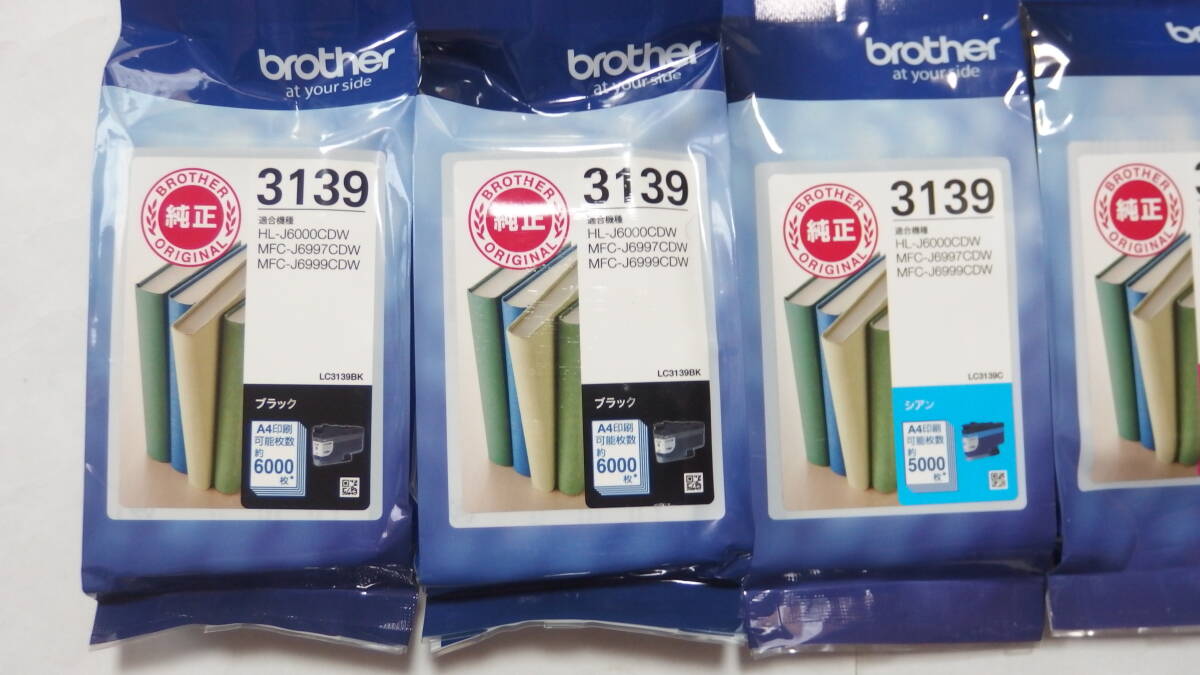 brother
at your side
BROTHER
純正
ORIGINAL
3139
適合機種
HL-J6000CDW
MFC-J6997CDW
MFC-J6999CDW
LC3139BK
ブラック
A4印刷
可能枚数
約
6000
枚*
brother
at your side
BROTHER
純正
ORIGINAL
3139
適合機種
HL-J6000CDW
MFC-J6997CDW
MFC-J6999CDW
LC3139BK
ブラック
A4印刷
可能枚数
約
6000
枚*
brother
at your side
BROTHER
純正
ORIGINAL
3139
適合機種
HL-J6000CDW
MFC-J6997CDW
MFC-J6999CDW
LC3139C
シアン
A4印刷
可能枚数
約
5000
枚*
BROTHER
純正
ORIGINAL